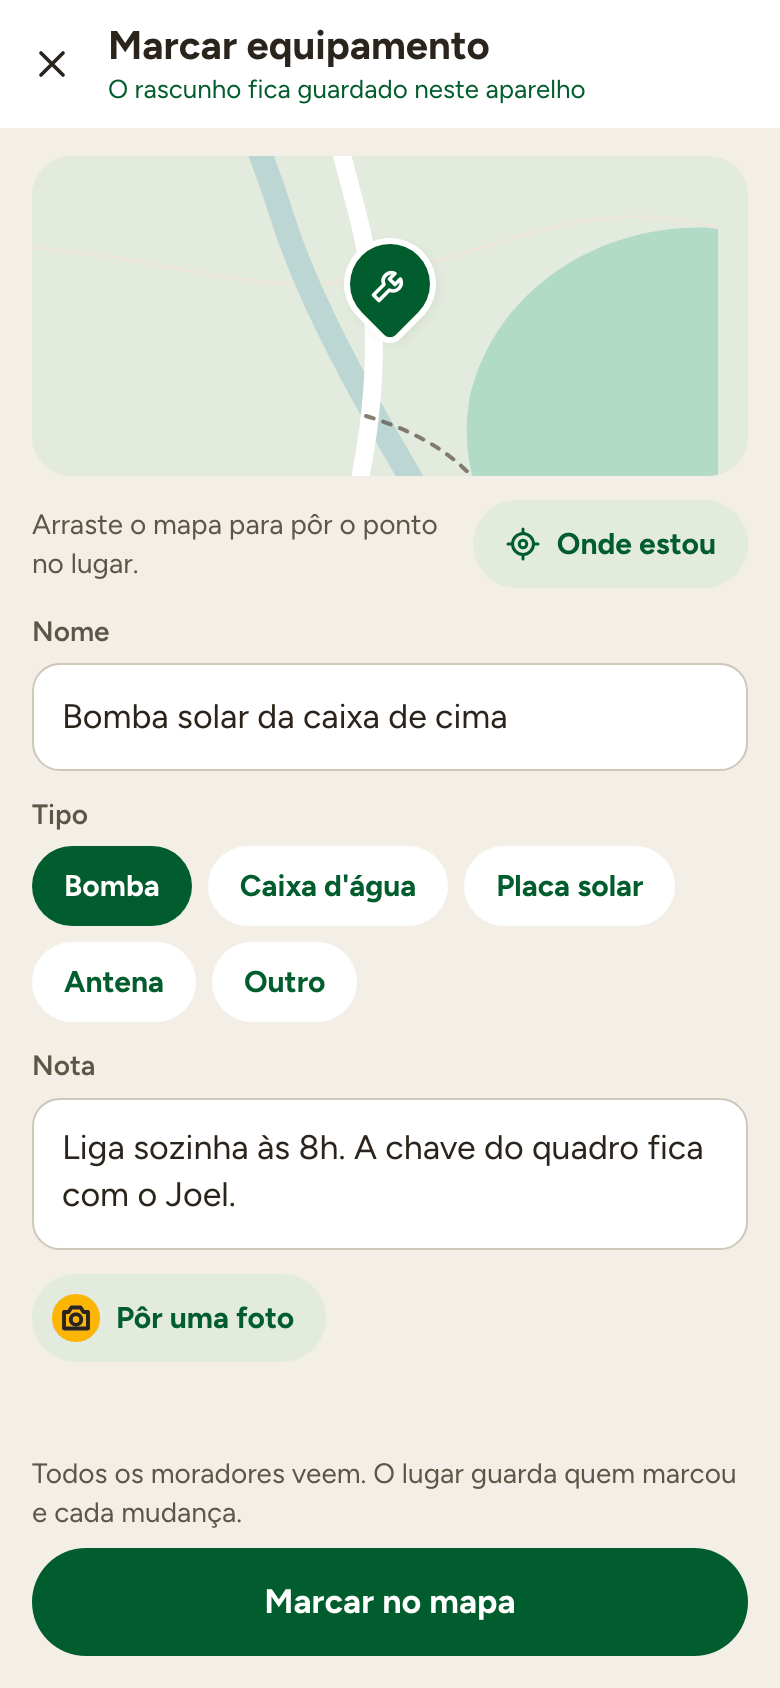 Marcar equipamento
O rascunho fica guardado neste aparelho
Arraste o mapa para pôr o ponto
no lugar.
Onde estou
Nome
Bomba solar da caixa de cima
Tipo
Bomba
Caixa d'água
Placa solar
Antena
Outro
Nota
Liga sozinha às 8h. A chave do quadro fica
com o Joel.
Pôr uma foto
Todos os moradores veem. O lugar guarda quem marcou
e cada mudança.
Marcar no mapa